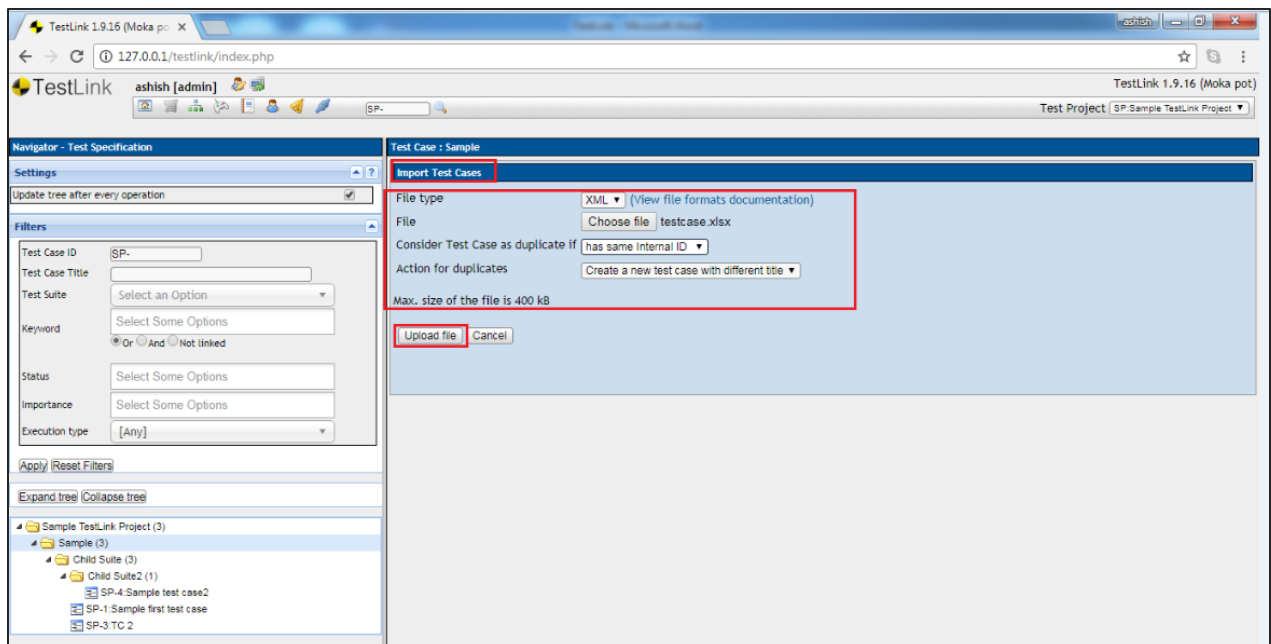 TestLink 1.9.16 (Moka po
ashish
127.0.0.1/testlink/index.php
TestLink
ashish [admin]
TestLink 1.9.16 (Moka pot)
SP-
Test Project SP:Sample TestLink Project
Navigator - Test Specification
Settings
?
Update tree after every operation
Filters
Test Case ID SP-
Test Case Title
Test Suite Select an Option
Keyword Select Some Options
Or And Not linked
Status Select Some Options
Importance Select Some Options
Execution type [Any]
Apply Reset Filters
Expand tree Collapse tree
Sample TestLink Project (3)
Sample (3)
Child Suite (3)
Child Suite2 (1)
SP-4:Sample test case2
SP-1:Sample first test case
SP-3:TC 2
Test Case : Sample
Import Test Cases
File type XML (View file formats documentation)
File Choose file testcase.xlsx
Consider Test Case as duplicate if has same Internal ID
Action for duplicates Create a new test case with different title
Max. size of the file is 400 kB
Upload file Cancel